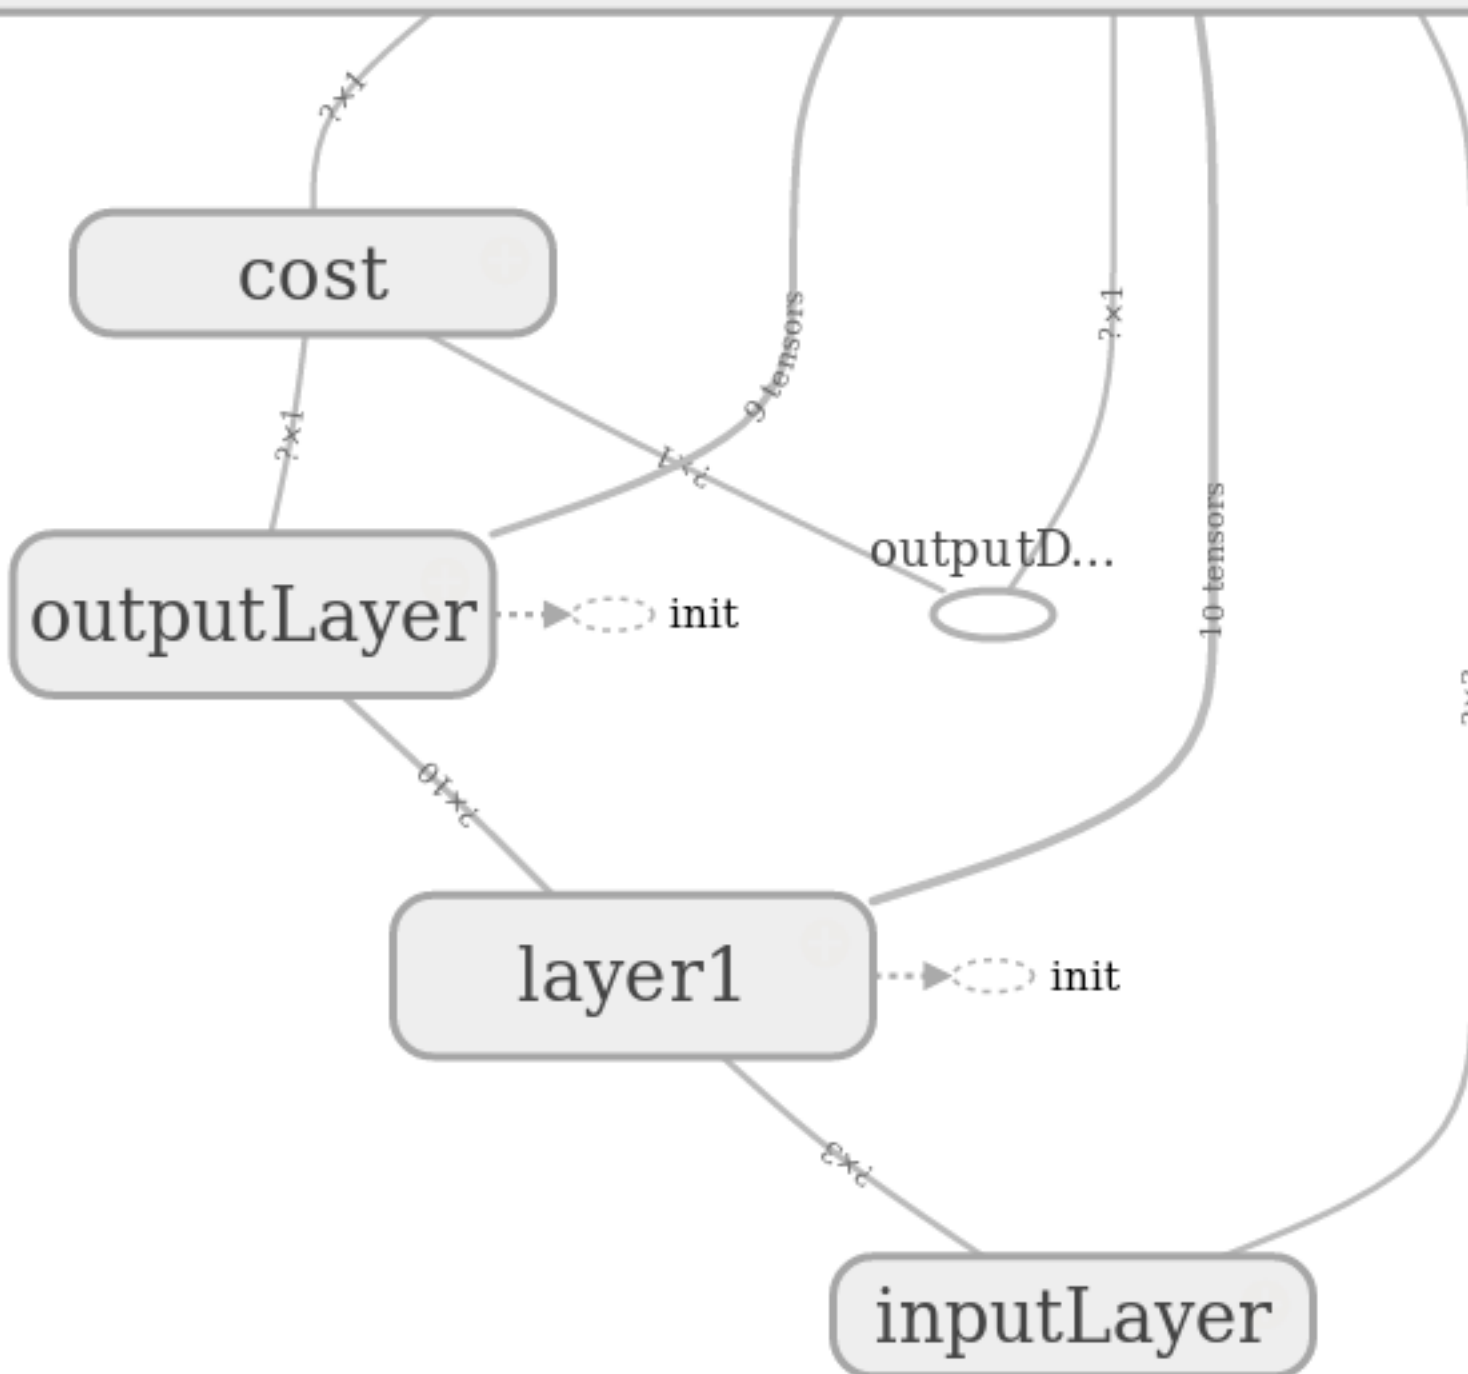 ?×1
cost
9 tensors
?×1
?×1
?×1
outputD...
10 tensors
outputLayer
init
?×10
layer1
init
?×3
inputLayer